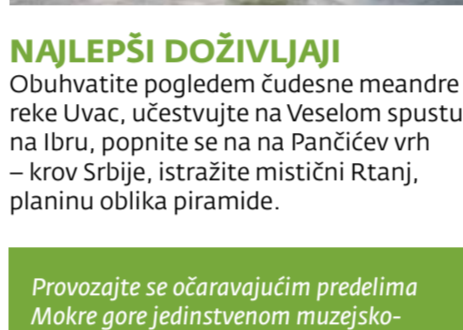 NAJLEPŠI DOŽIVLJAJI
Obuhvatite pogledem čudesne meandre
reke Uvac, učestvujte na Veselom spustu
na Ibru, popnite se na na Pančićev vrh
– krov Srbije, istražite mistični Rtanj,
planinu oblika piramide.
Provozajte se očaravajućim predelima
Mokre gore jedinstvenom muzejsko-